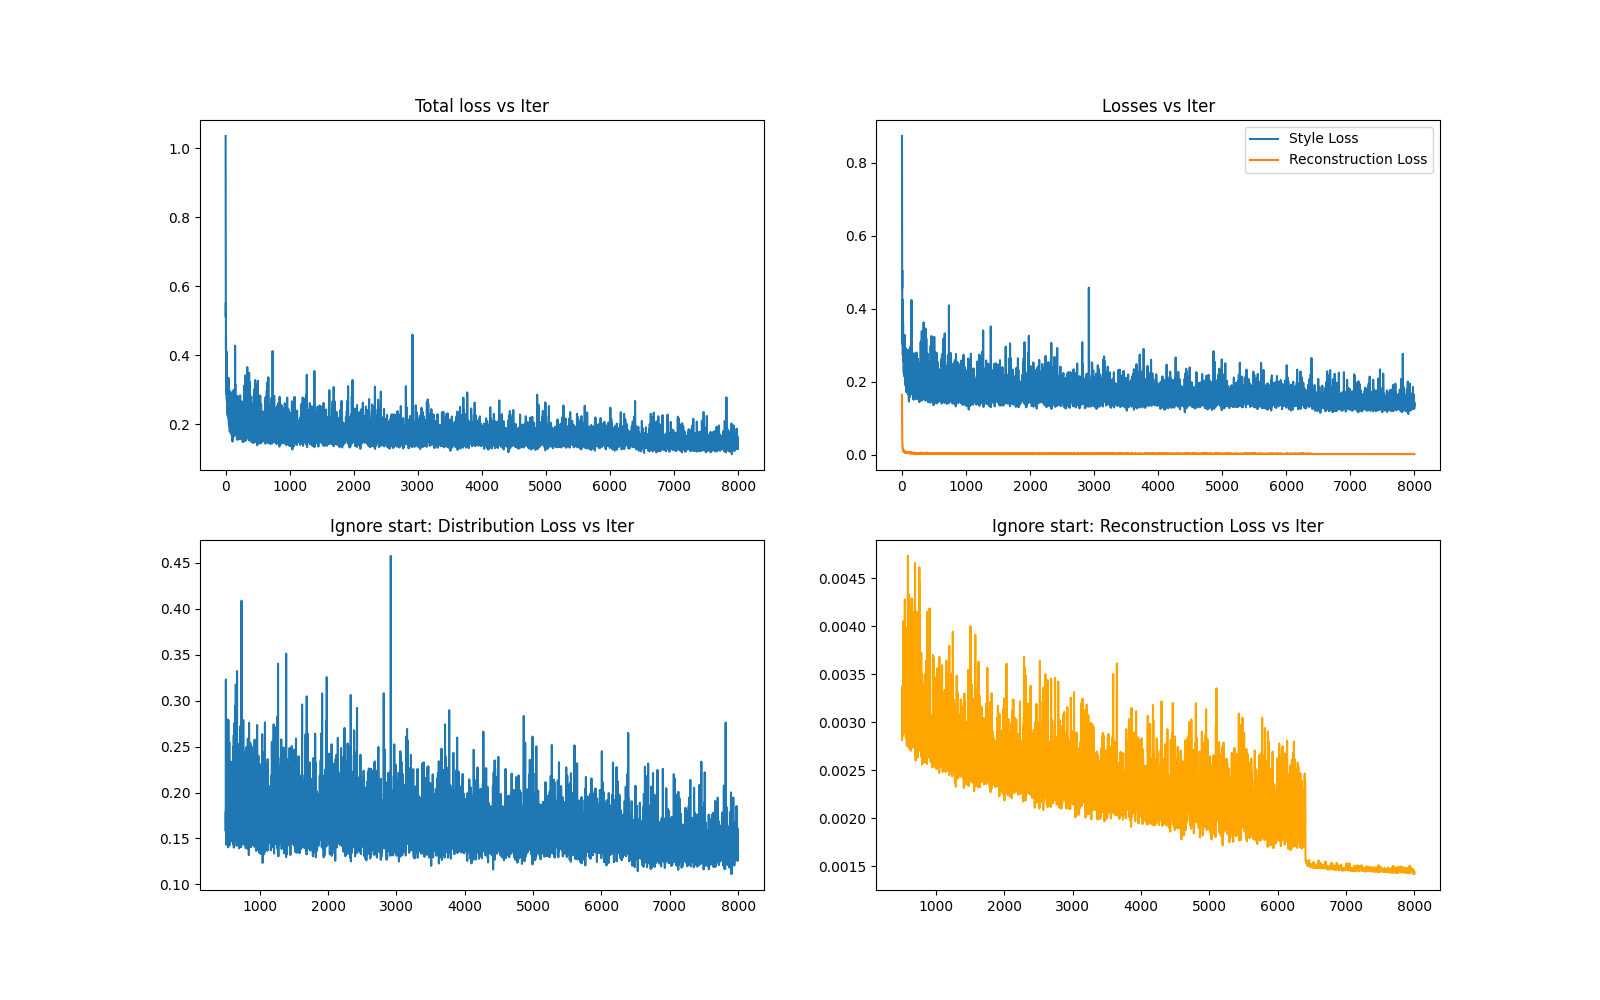 Total loss vs Iter
1.0
0.8
0.6
0.4
0.2
0 1000 2000 3000 4000 5000 6000 7000 8000
Losses vs Iter
Style Loss
Reconstruction Loss
0.8
0.6
0.4
0.2
0.0
0 1000 2000 3000 4000 5000 6000 7000 8000
Ignore start: Distribution Loss vs Iter
0.45
0.40
0.35
0.30
0.25
0.20
0.15
0.10
1000 2000 3000 4000 5000 6000 7000 8000
Ignore start: Reconstruction Loss vs Iter
0.0045
0.0040
0.0035
0.0030
0.0025
0.0020
0.0015
1000 2000 3000 4000 5000 6000 7000 8000